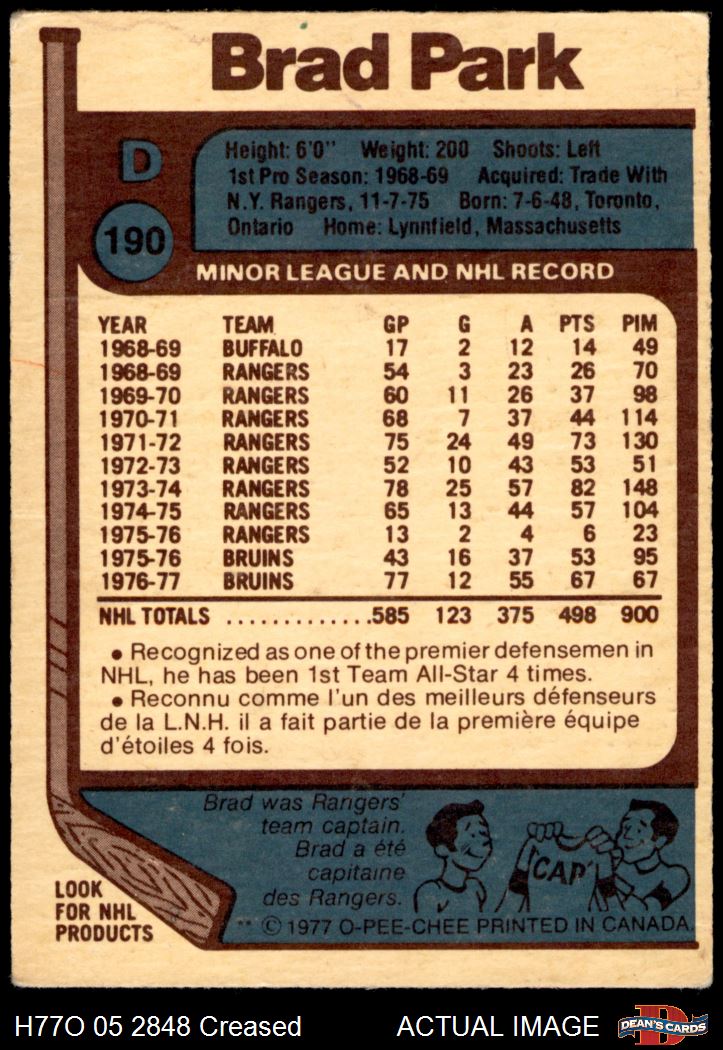 Brad Park
D
190
Height: 6'0" Weight: 200 Shoots: Left
1st Pro Season: 1968-69 Acquired: Trade With
N.Y. Rangers, 11-7-75 Born: 7-6-48, Toronto,
Ontario Home: Lynnfield, Massachusetts
MINOR LEAGUE AND NHL RECORD
YEAR TEAM GP G A PTS PIM
1968-69 BUFFALO 17 2 12 14 49
1968-69 RANGERS 54 3 23 26 70
1969-70 RANGERS 60 11 26 37 98
1970-71 RANGERS 68 7 37 44 114
1971-72 RANGERS 75 24 49 73 130
1972-73 RANGERS 52 10 43 53 51
1973-74 RANGERS 78 25 57 82 148
1974-75 RANGERS 65 13 44 57 104
1975-76 RANGERS 13 2 4 6 23
1975-76 BRUINS 43 16 37 53 95
1976-77 BRUINS 77 12 55 67 67
NHL TOTALS .............585 123 375 498 900
• Recognized as one of the premier defensemen in
NHL, he has been 1st Team All-Star 4 times.
• Reconnu comme l'un des meilleurs défenseurs
de la L.N.H. il a fait partie de la première équipe
d'étoiles 4 fois.
Brad was Rangers'
team captain.
Brad a été
capitaine
des Rangers.
'CAP'
LOOK
FOR NHL
PRODUCTS
** © 1977 O-PEE-CHEE PRINTED IN CANADA
H77O 05 2848 Creased ACTUAL IMAGE
D
DEAN'S CARDS